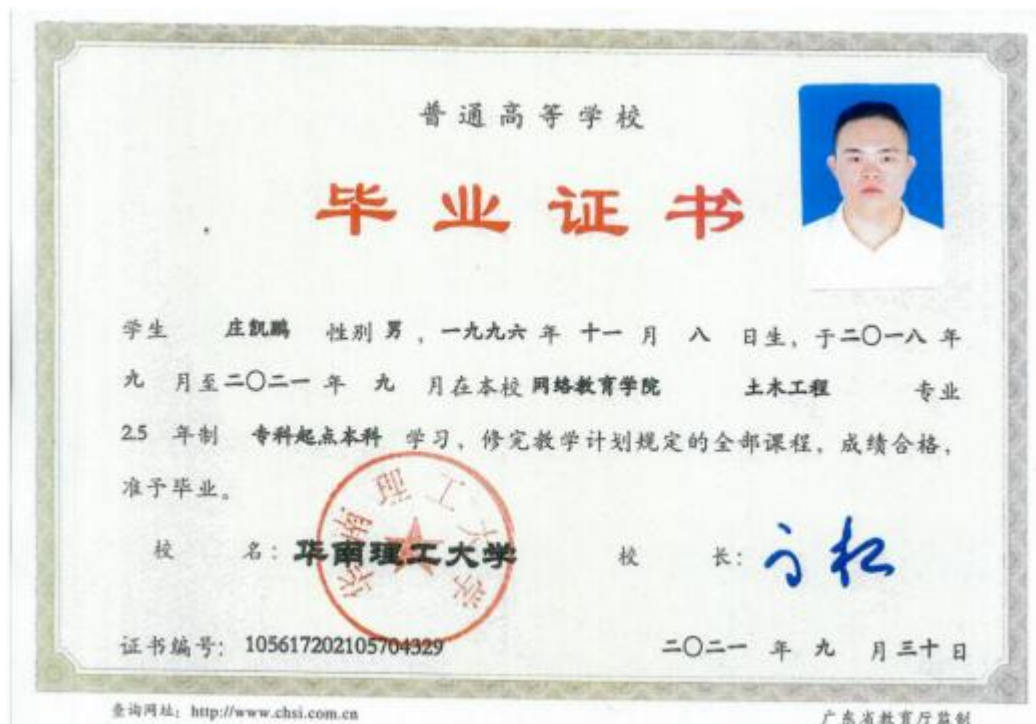 普通高等学校
毕业证书
学生 庄凯鹏 性别 男 , 一九九六 年 十一 月 八 日生, 于二〇一八 年
九 月至二〇二一 年 九 月在本校 网络教育学院 土木工程 专业
2.5 年制 专科起点本科 学习, 修完教学计划规定的全部课程, 成绩合格,
准予毕业。
校 名: 华南理工大学 校 长:
华南理工大学
证书编号: 105617202105704329 二〇二一 年 九 月 三十 日
查询网址: http://www.chsi.com.cn 广东省教育厅监制